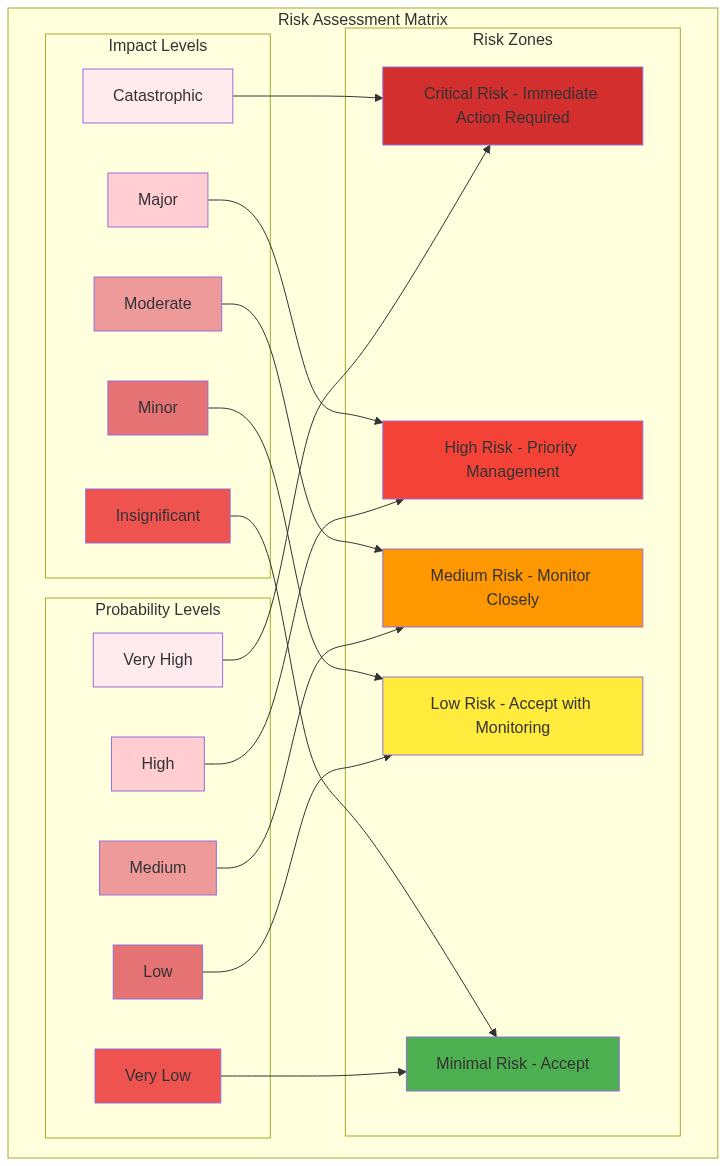 Risk Assessment Matrix
Impact Levels
Catastrophic
Major
Moderate
Minor
Insignificant
Probability Levels
Very High
High
Medium
Low
Very Low
Risk Zones
Critical Risk - Immediate
Action Required
High Risk - Priority
Management
Medium Risk - Monitor
Closely
Low Risk - Accept with
Monitoring
Minimal Risk - Accept